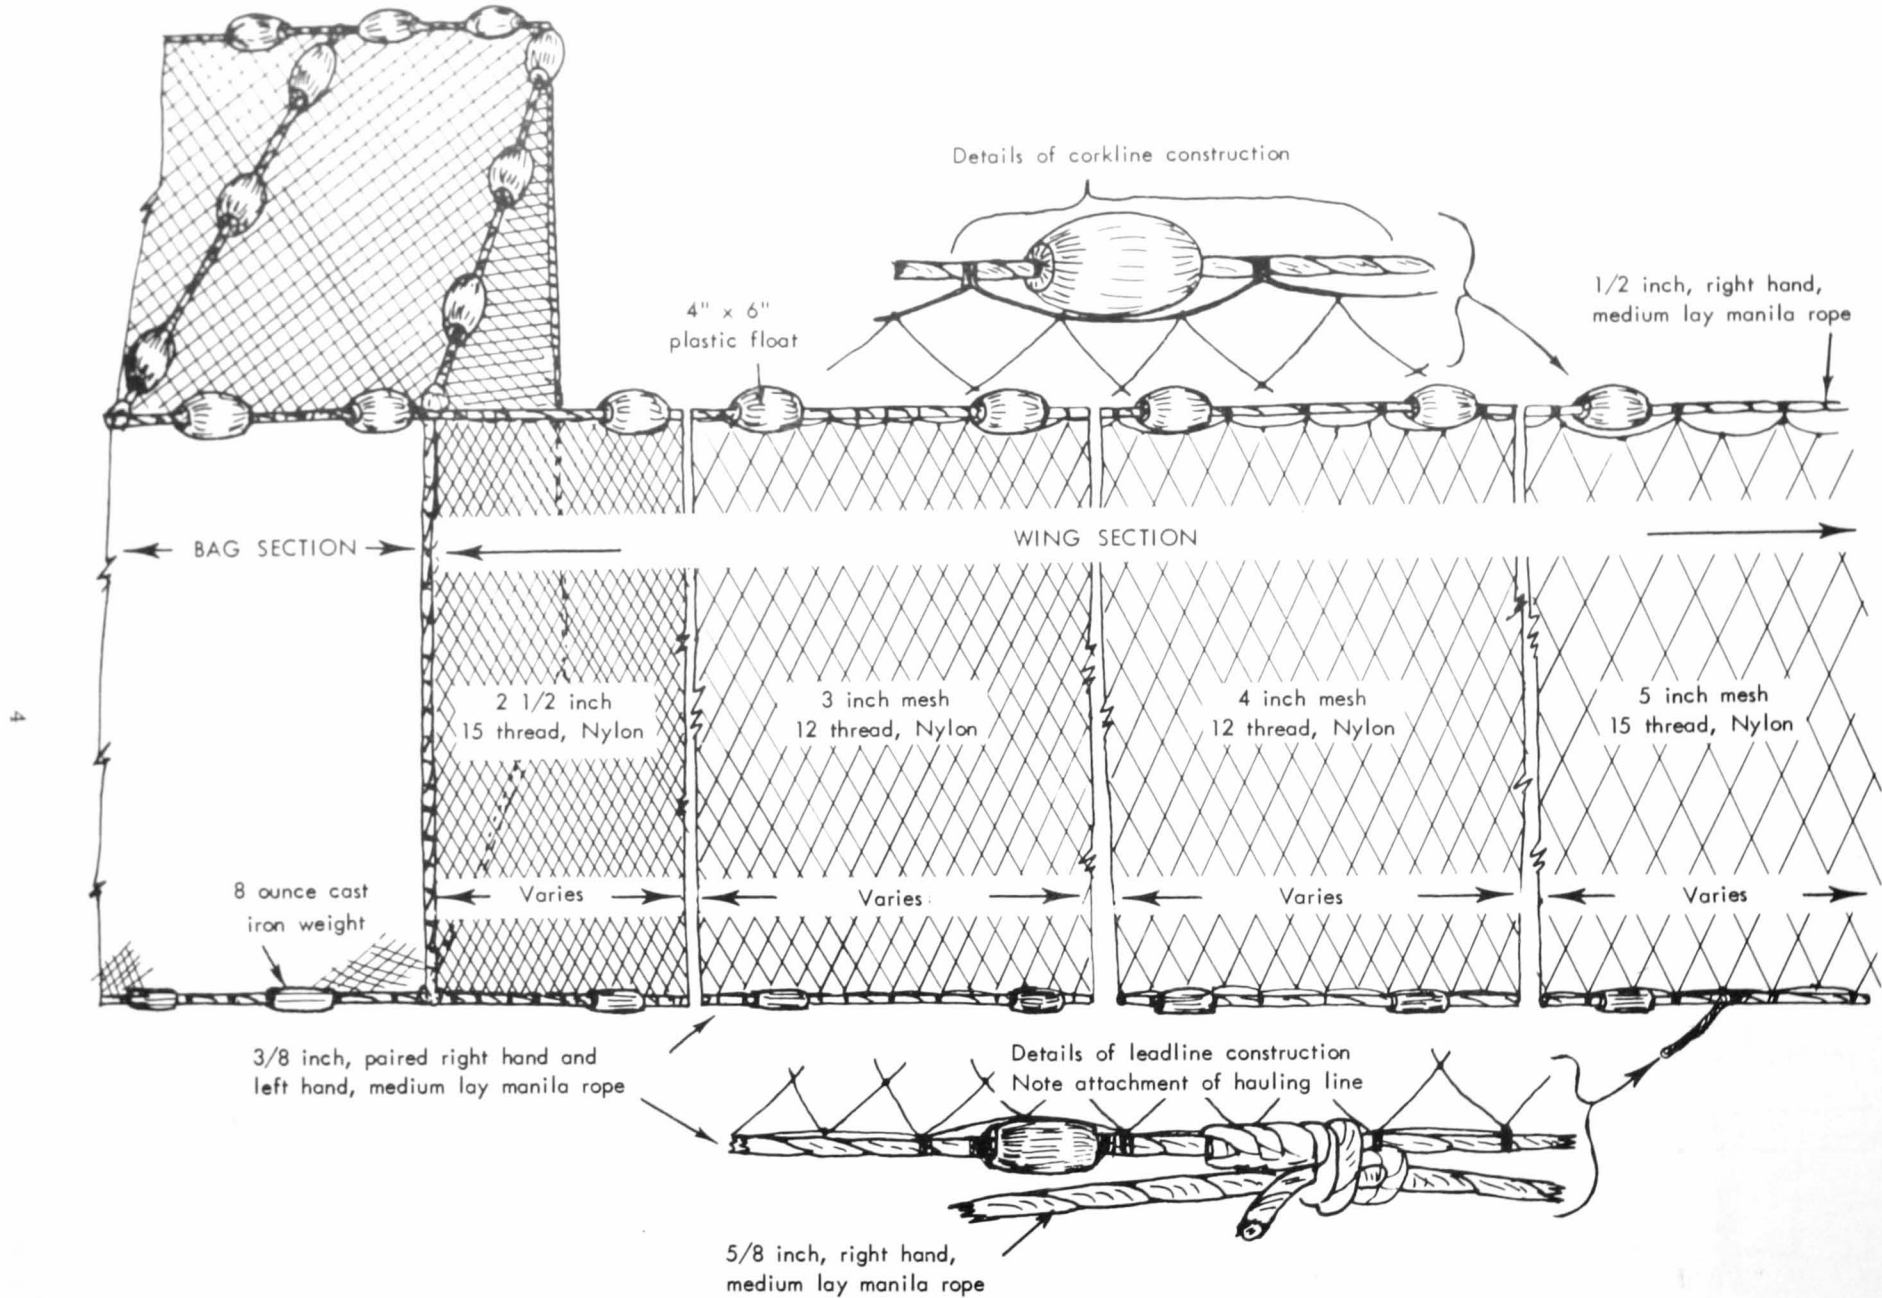 Details of corkline construction
4" x 6"
plastic float
1/2 inch, right hand,
medium lay manila rope
BAG SECTION
WING SECTION
2 1/2 inch
15 thread, Nylon
3 inch mesh
12 thread, Nylon
4 inch mesh
12 thread, Nylon
5 inch mesh
15 thread, Nylon
4
8 ounce cast
iron weight
Varies
Varies
Varies
Varies
3/8 inch, paired right hand and
left hand, medium lay manila rope
Details of leadline construction
Note attachment of hauling line
5/8 inch, right hand,
medium lay manila rope